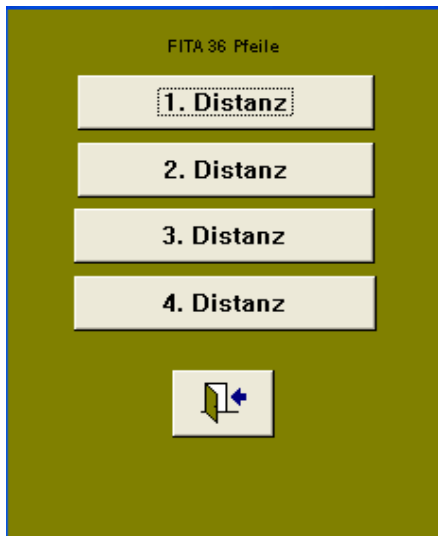 FITA 36 Pfeile
1. Distanz
2. Distanz
3. Distanz
4. Distanz